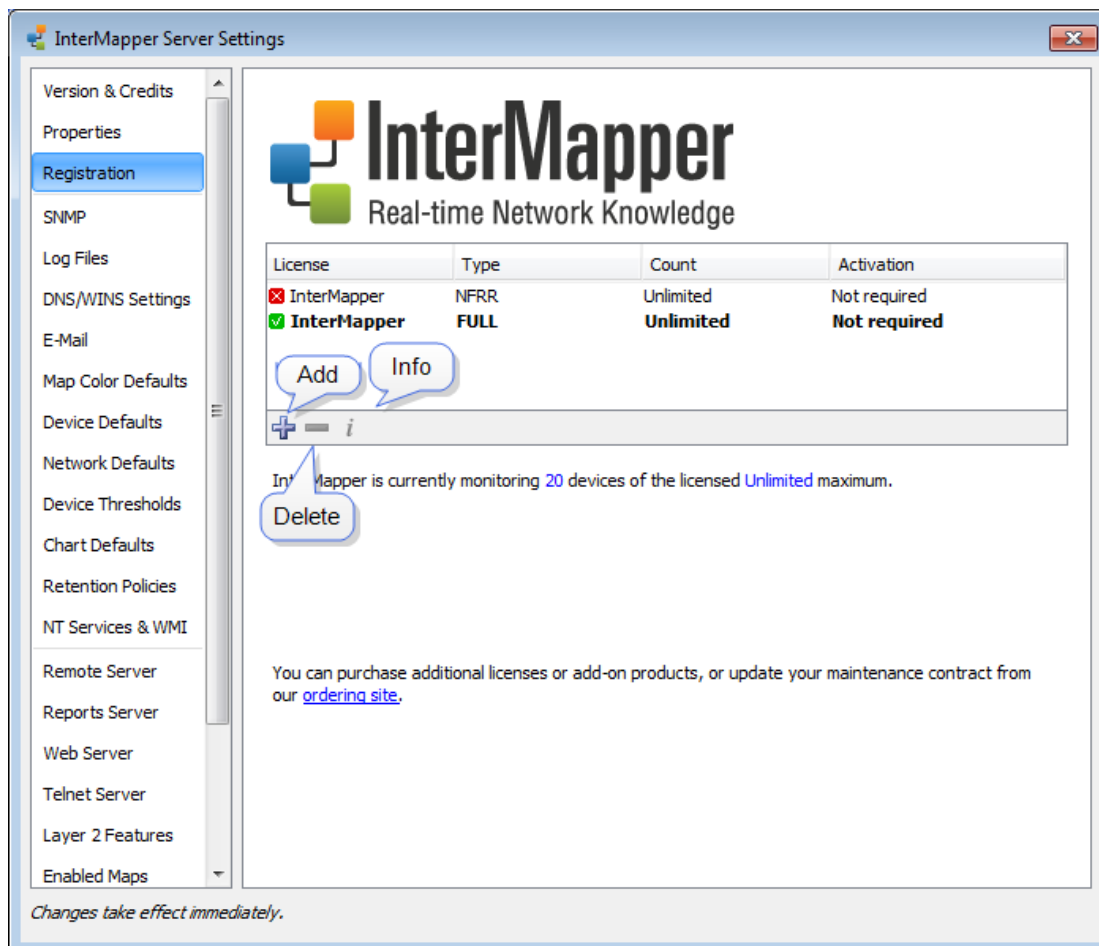 InterMapper Server Settings
Version & Credits
Properties
Registration
SNMP
Log Files
DNS/WINS Settings
E-Mail
Map Color Defaults
Device Defaults
Network Defaults
Device Thresholds
Chart Defaults
Retention Policies
NT Services & WMI
Remote Server
Reports Server
Web Server
Telnet Server
Layer 2 Features
Enabled Maps
InterMapper
Real-time Network Knowledge
License Type Count Activation
InterMapper NFRR Unlimited Not required
InterMapper FULL Unlimited Not required
Add Info
i
Delete
Int Mapper is currently monitoring 20 devices of the licensed Unlimited maximum.
You can purchase additional licenses or add-on products, or update your maintenance contract from
our ordering site.
Changes take effect immediately.